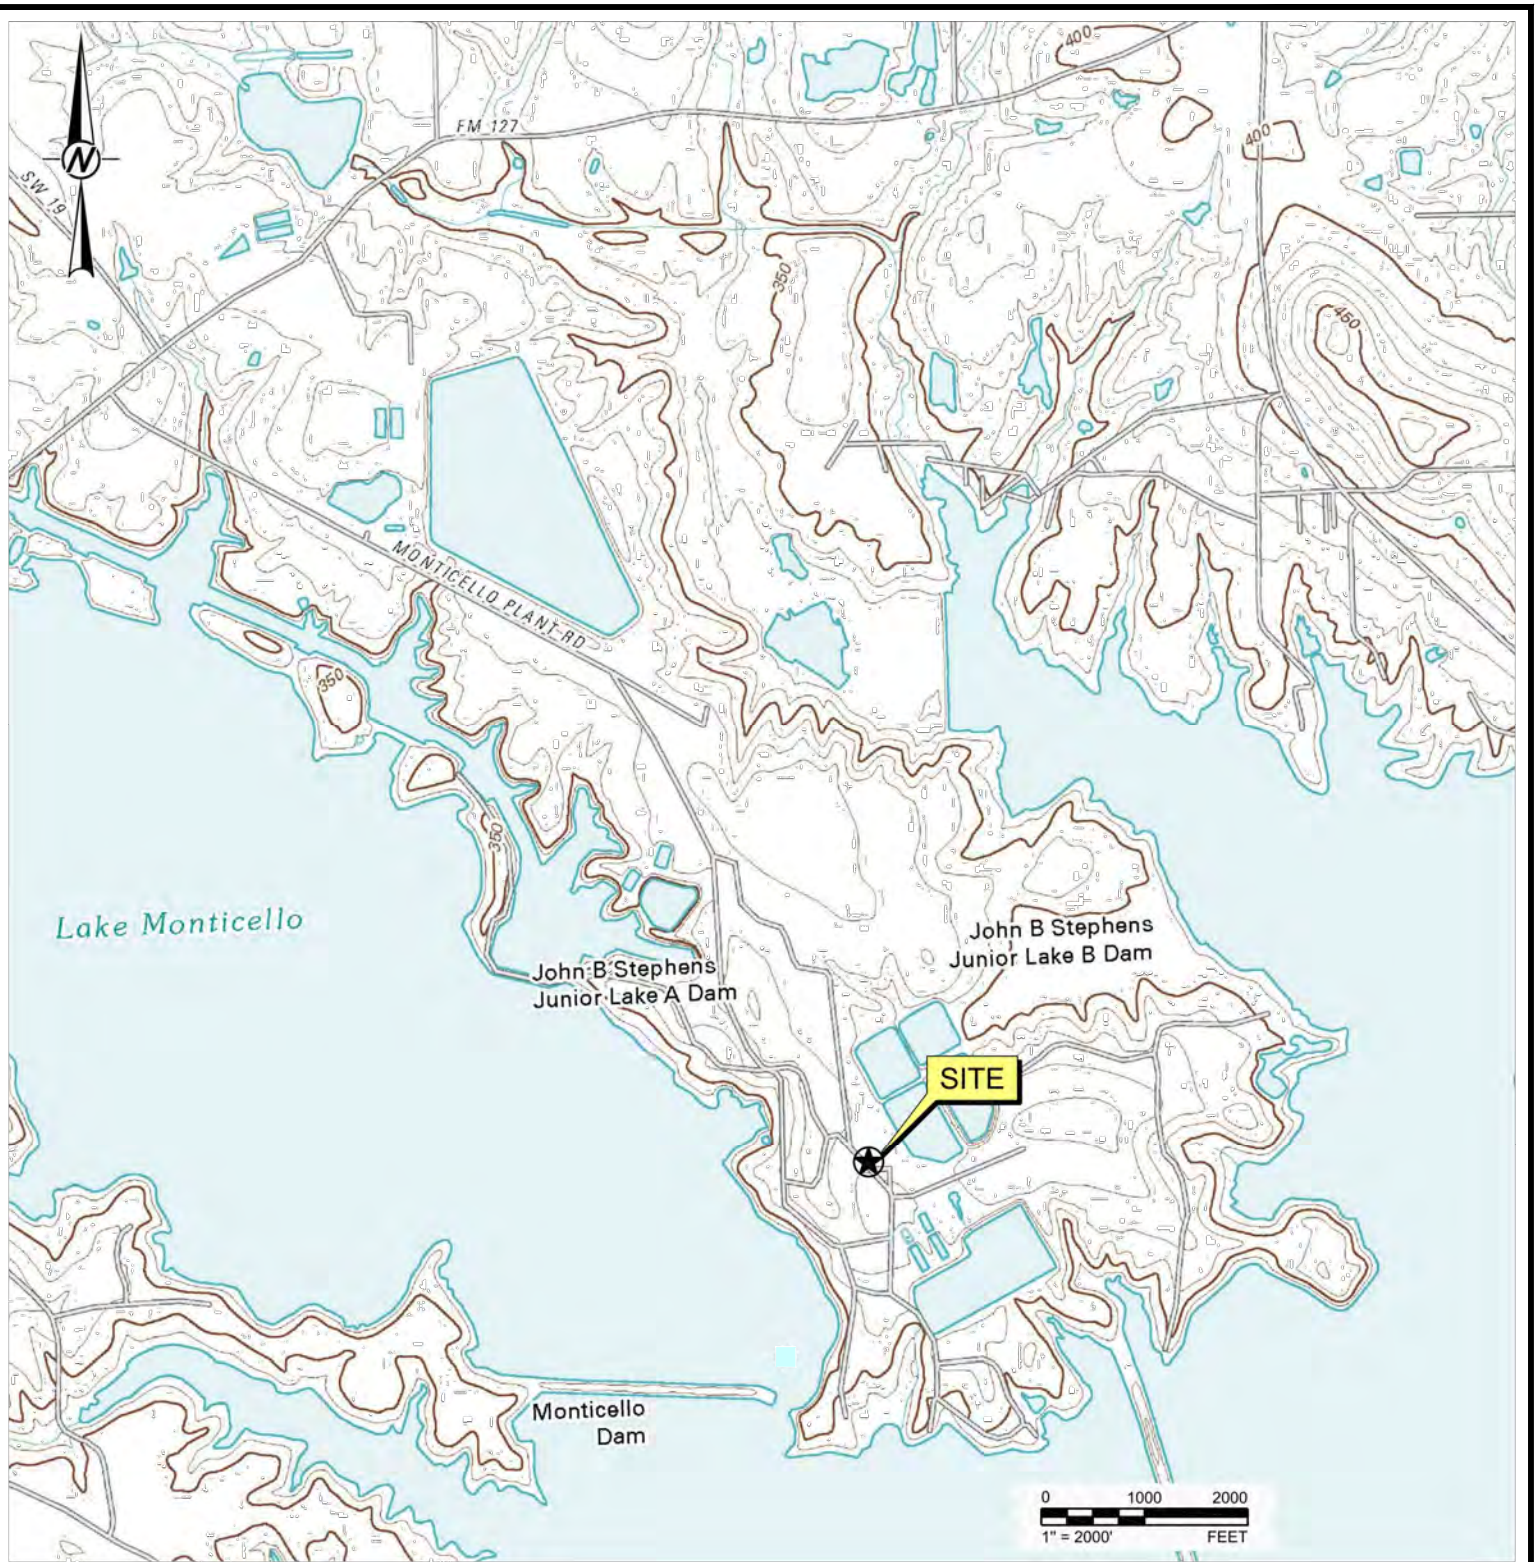 400
FM 127
400
SW 19
N
350
450
MONTICELLO PLANT RD
350
350
Lake Monticello
John B Stephens
Junior Lake B Dam
John B Stephens
Junior Lake A Dam
SITE
Monticello
Dam
0 1000 2000
1" = 2000' FEET